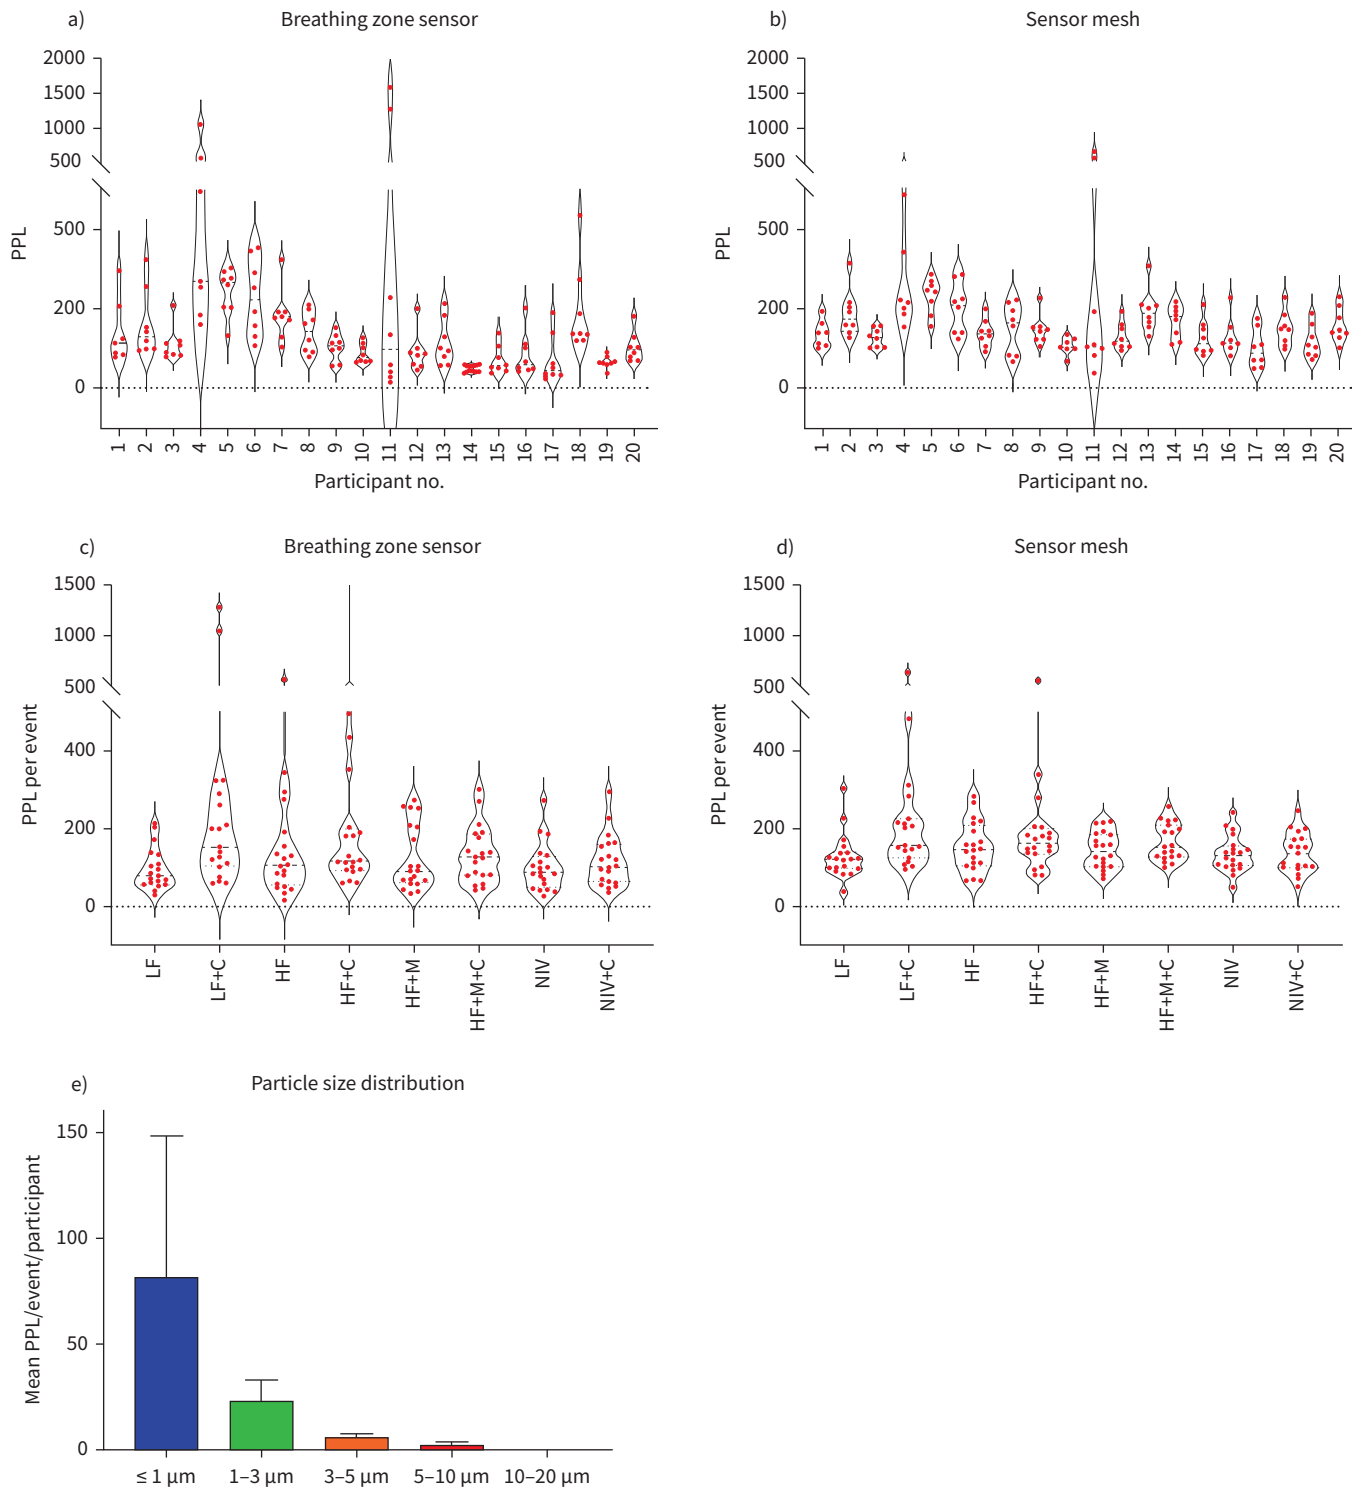 a) Breathing zone sensor
2000
1500
1000
500
500
200
0
PPL
1 2 3 4 5 6 7 8 9 10 11 12 13 14 15 16 17 18 19 20
Participant no.
b) Sensor mesh
2000
1500
1000
500
500
200
0
PPL
1 2 3 4 5 6 7 8 9 10 11 12 13 14 15 16 17 18 19 20
Participant no.
c) Breathing zone sensor
1500
1000
500
400
200
0
PPL per event
LF LF+C HF HF+C HF+M HF+M+C NIV NIV+C
d) Sensor mesh
1500
1000
500
400
200
0
PPL per event
LF LF+C HF HF+C HF+M HF+M+C NIV NIV+C
e) Particle size distribution
150
100
50
0
Mean PPL/event/participant
≤ 1 µm 1–3 µm 3–5 µm 5–10 µm 10–20 µm